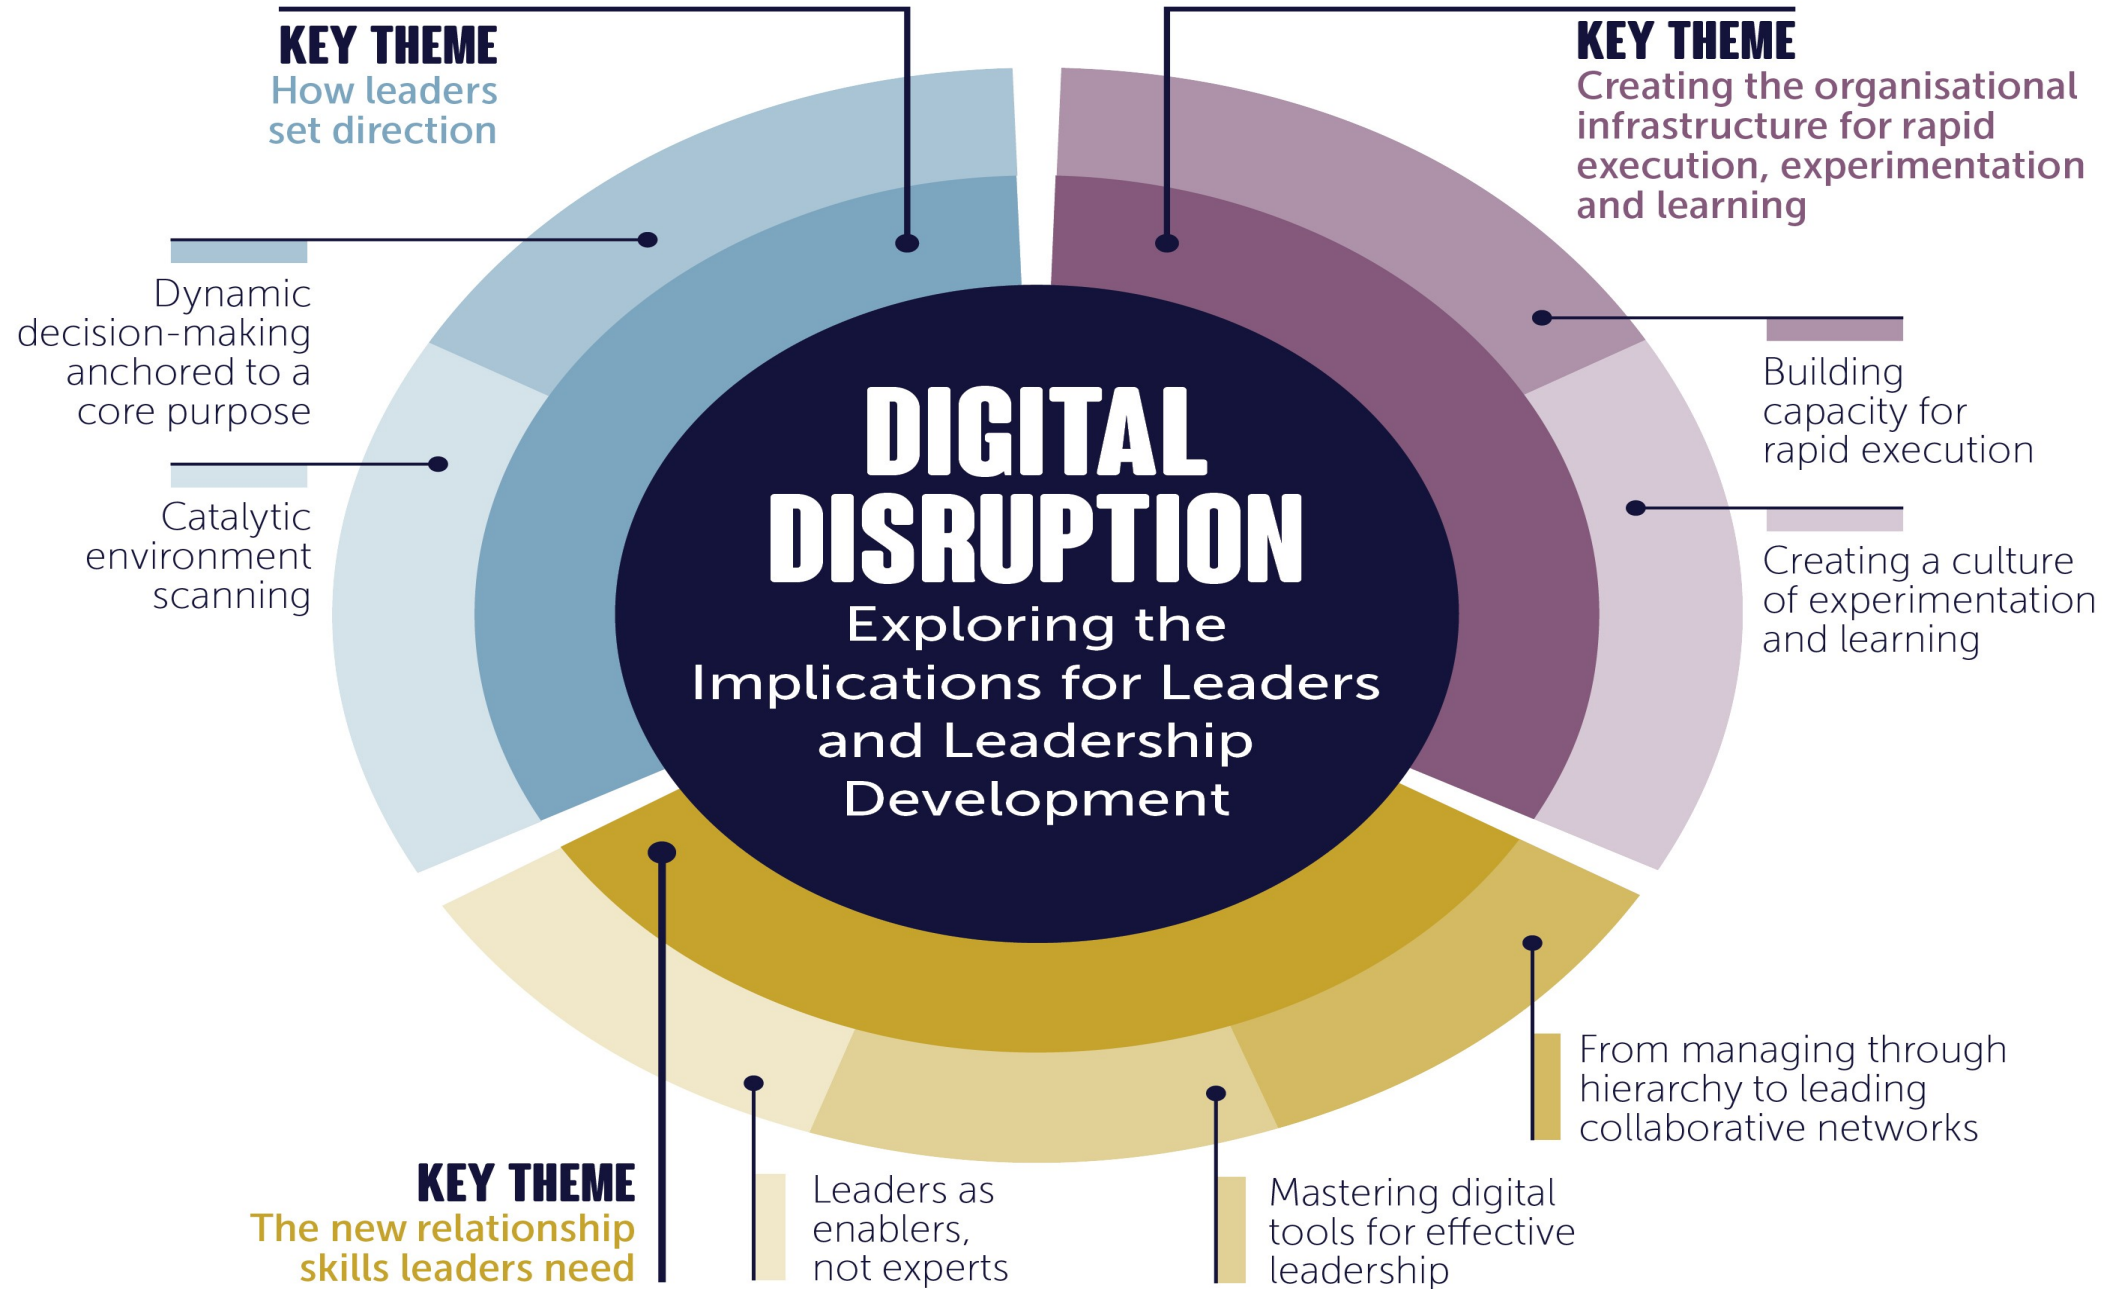 KEY THEME
How leaders
set direction
Dynamic
decision-making
anchored to a
core purpose
Catalytic
environment
scanning
DIGITAL
DISRUPTION
Exploring the
Implications for Leaders
and Leadership
Development
KEY THEME
Creating the organisational
infrastructure for rapid
execution, experimentation
and learning
Building
capacity for
rapid execution
Creating a culture
of experimentation
and learning
From managing through
hierarchy to leading
collaborative networks
Mastering digital
tools for effective
leadership
Leaders as
enablers,
not experts
KEY THEME
The new relationship
skills leaders need